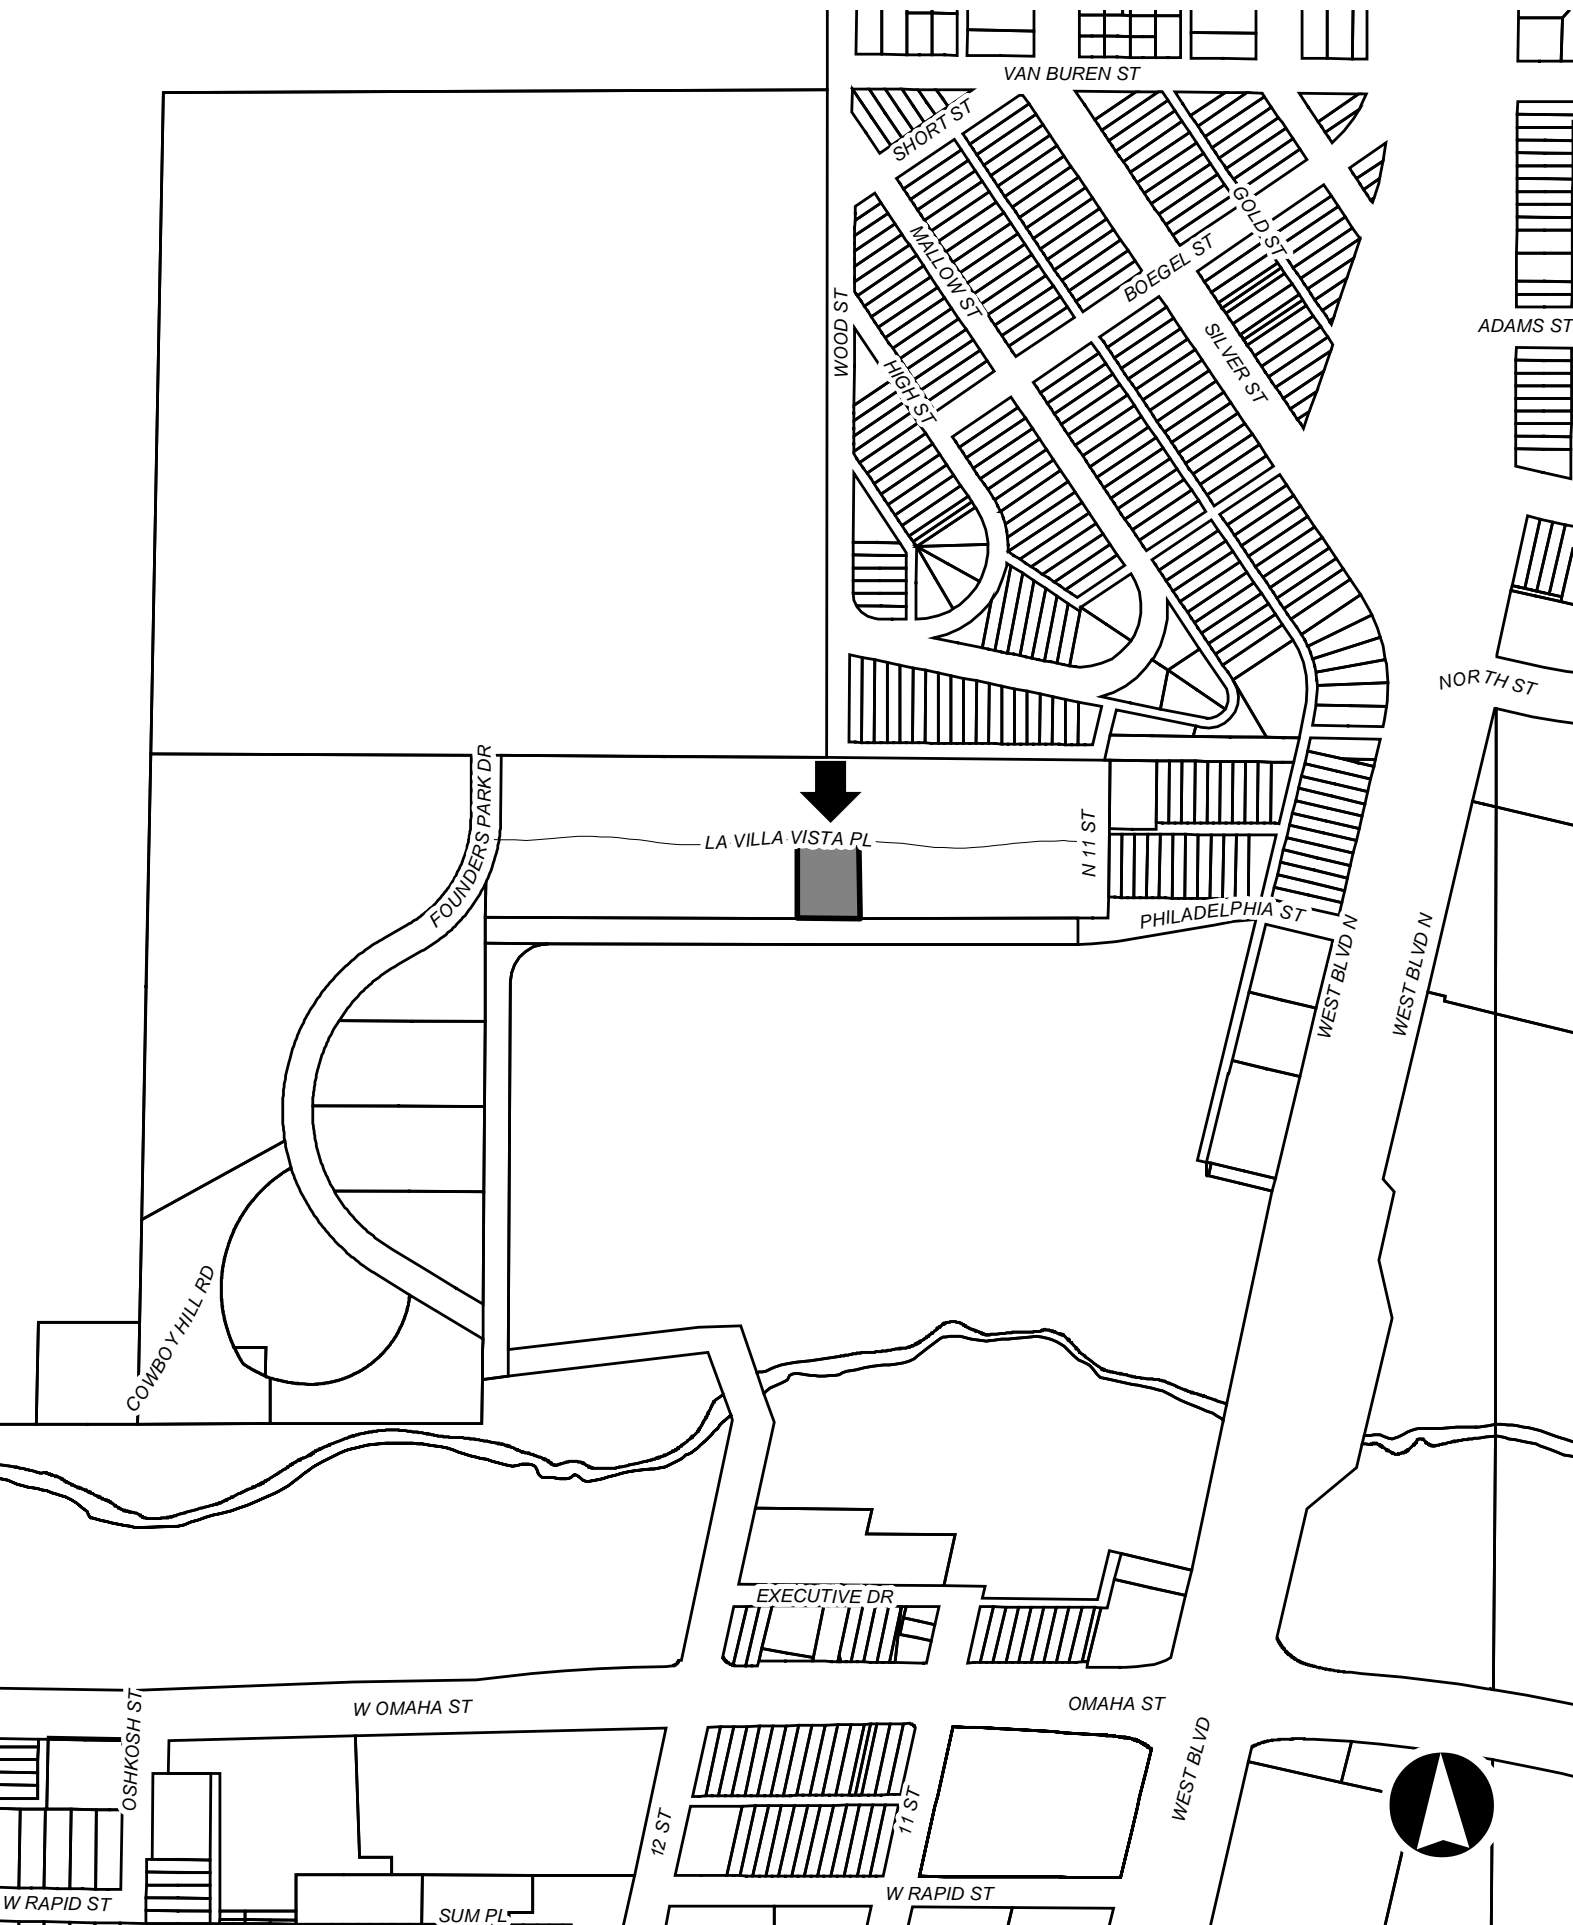 VAN BUREN ST
SHORT ST
GOLD ST
MALLOW ST
BOEGEL ST
WOOD ST
ADAMS ST
SILVER ST
HIGH ST
NORTH ST
FOUNDERS PARK DR
LA VILLA VISTA PL
N 11 ST
PHILADELPHIA ST
WEST BLVD N
WEST BLVD N
COWBOY HILL RD
EXECUTIVE DR
W OMAHA ST
OMAHA ST
OSHKOSH ST
WEST BLVD
12 ST
11 ST
W RAPID ST
W RAPID ST
SUM PL